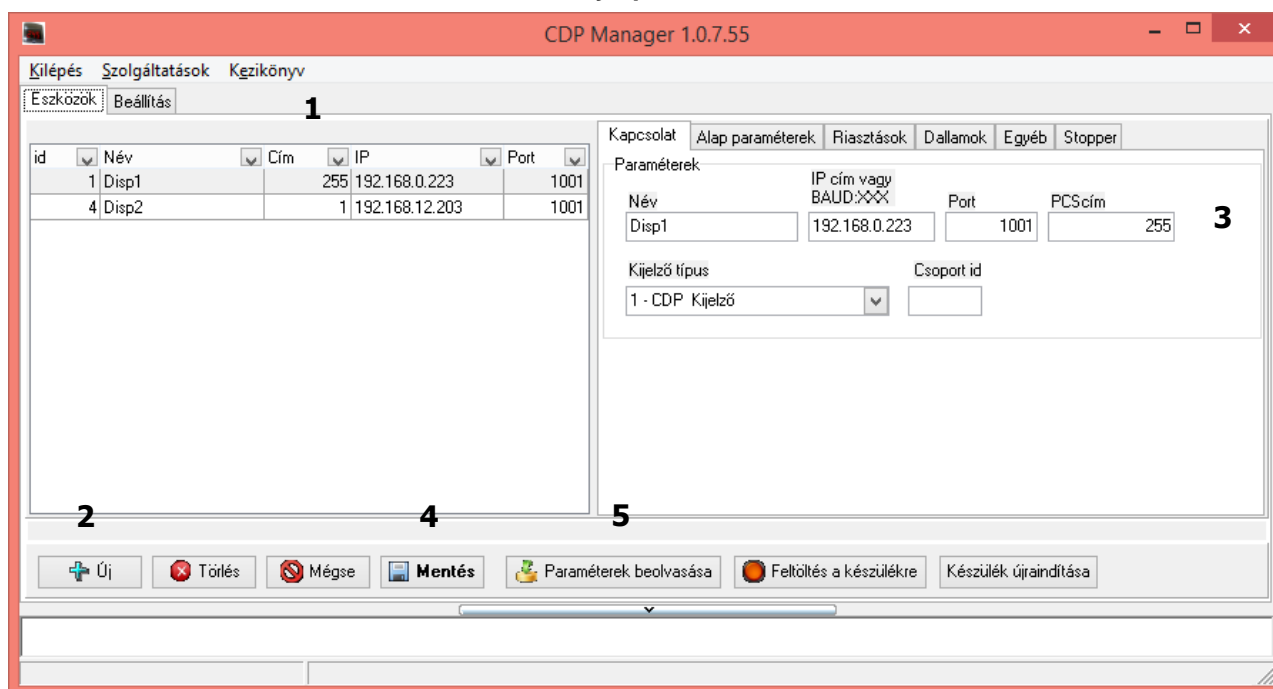 CDP Manager 1.0.7.55
Kilépés Szolgáltatások Kezikönyv
Eszközök Beállítás
1
Kapcsolat Alap paraméterek Riasztások Dallamok Egyéb Stopper
id Név Cím IP Port
1 Disp1 255 192.168.0.223 1001
4 Disp2 1 192.168.12.203 1001
Paraméterek
Név IP cím vagy BAUD:XXX Port PCScím
Disp1 192.168.0.223 1001 255
3
Kijelző típus Csoport id
1 - CDP Kijelző
2 4 5
Új Törlés Mégse Mentés Paraméterek beolvasása Feltöltés a készülékre Készülék újraindítása